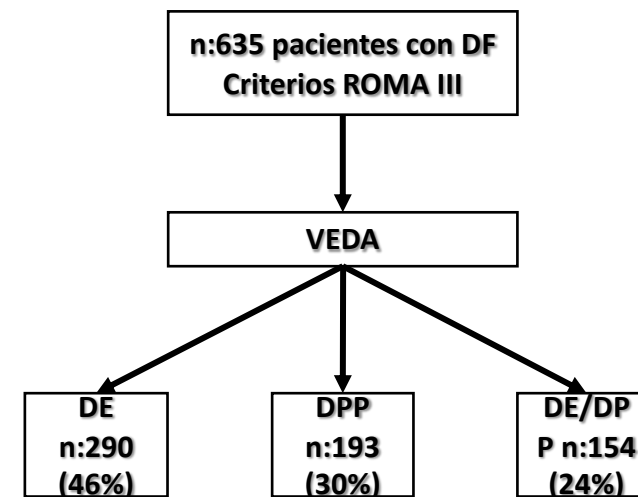 n:635 pacientes con DF
Criterios ROMA III
VEDA
DE
n:290
(46%)
DPP
n:193
(30%)
DE/DP
P n:154
(24%)